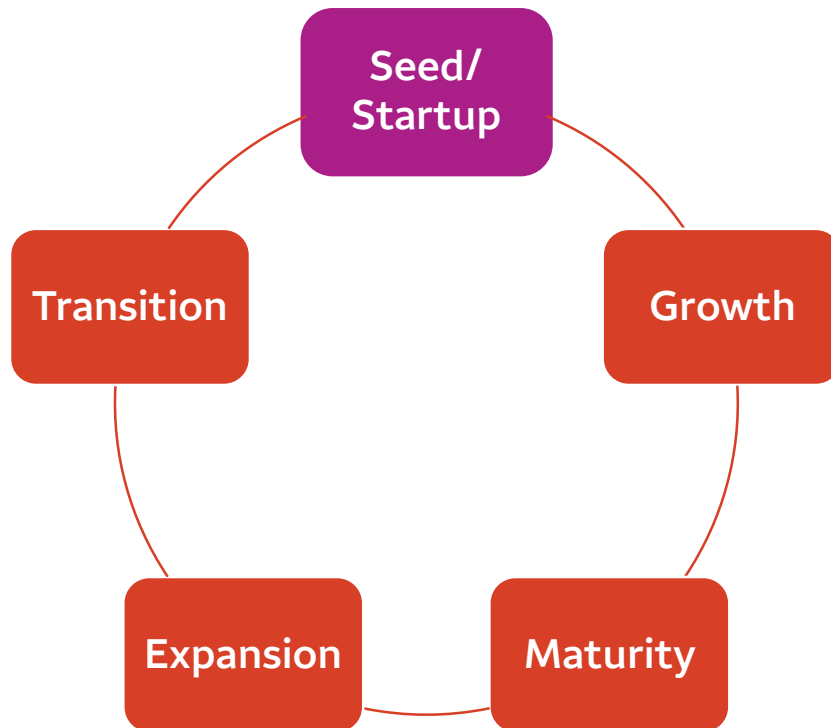 Seed/
Startup
Growth
Maturity
Expansion
Transition